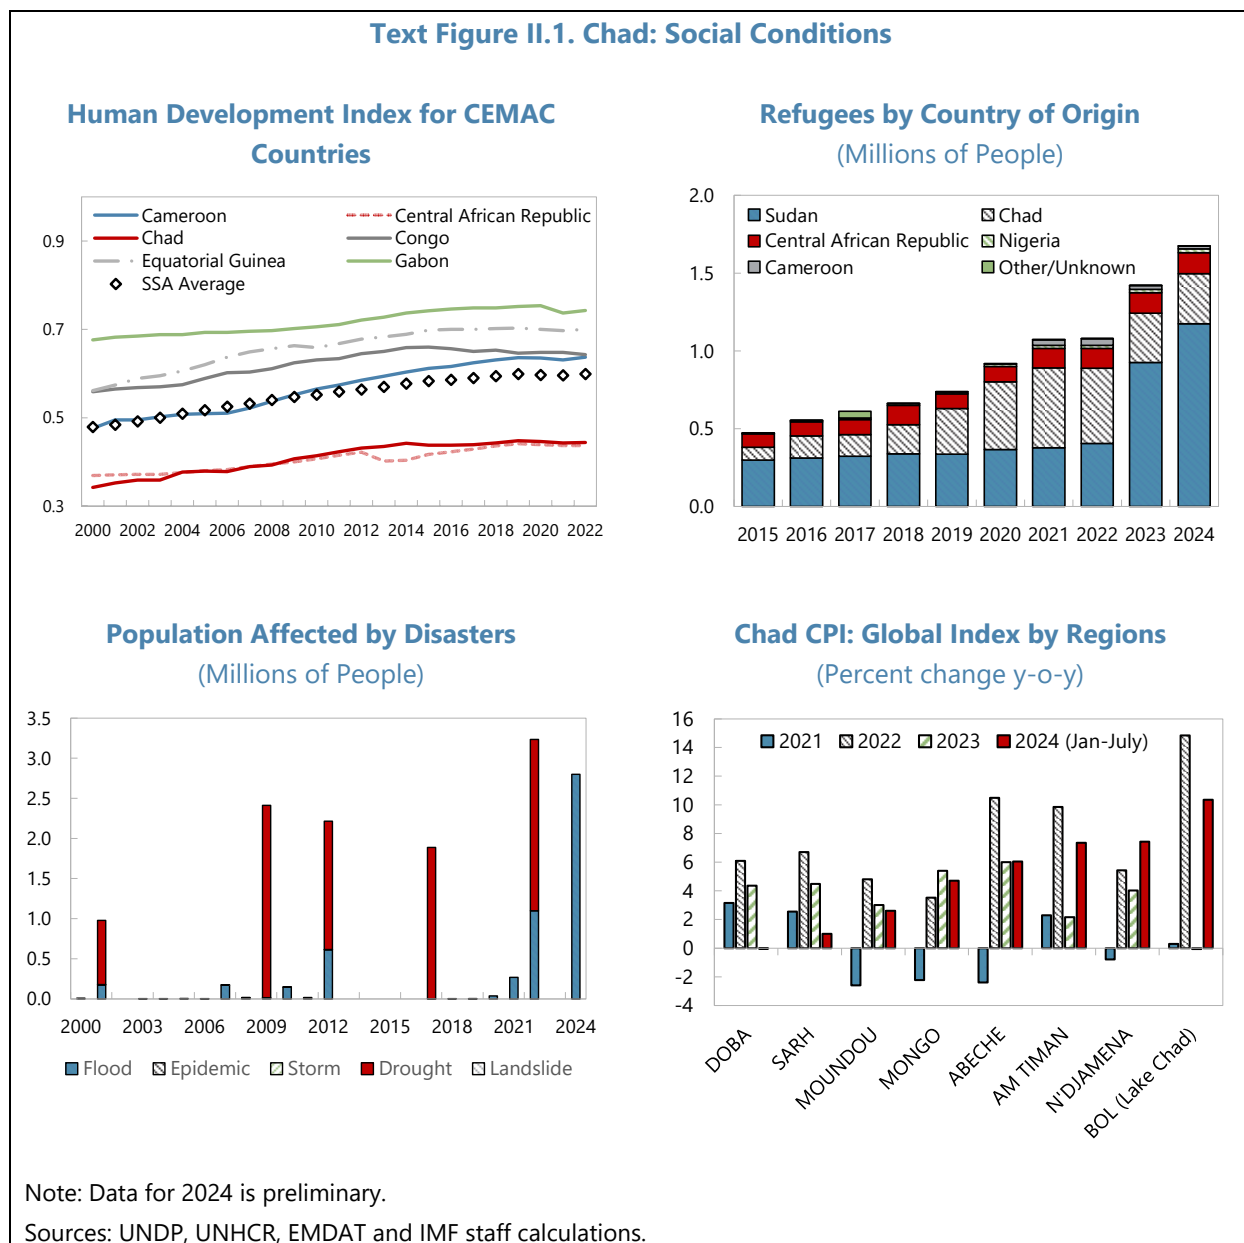 Text Figure II.1. Chad: Social Conditions
Human Development Index for CEMAC
Countries
Cameroon
Central African Republic
Chad
Congo
Equatorial Guinea
Gabon
SSA Average
0.9
0.7
0.5
0.3
2000 2002 2004 2006 2008 2010 2012 2014 2016 2018 2020 2022
Refugees by Country of Origin
(Millions of People)
2.0
1.5
1.0
0.5
0.0
Sudan
Chad
Central African Republic
Nigeria
Cameroon
Other/Unknown
2015 2016 2017 2018 2019 2020 2021 2022 2023 2024
Population Affected by Disasters
(Millions of People)
3.5
3.0
2.5
2.0
1.5
1.0
0.5
0.0
2000 2003 2006 2009 2012 2015 2018 2021 2024
Flood Epidemic Storm Drought Landslide
Chad CPI: Global Index by Regions
(Percent change y-o-y)
16
14
12
10
8
6
4
2
0
-2
-4
2021 2022 2023 2024 (Jan-July)
DOBA
SARH
MOUNDOU
MONGO
ABECHE
AM TIMAN
N'DJAMENA
BOL (Lake Chad)
Note: Data for 2024 is preliminary.
Sources: UNDP, UNHCR, EMDAT and IMF staff calculations.